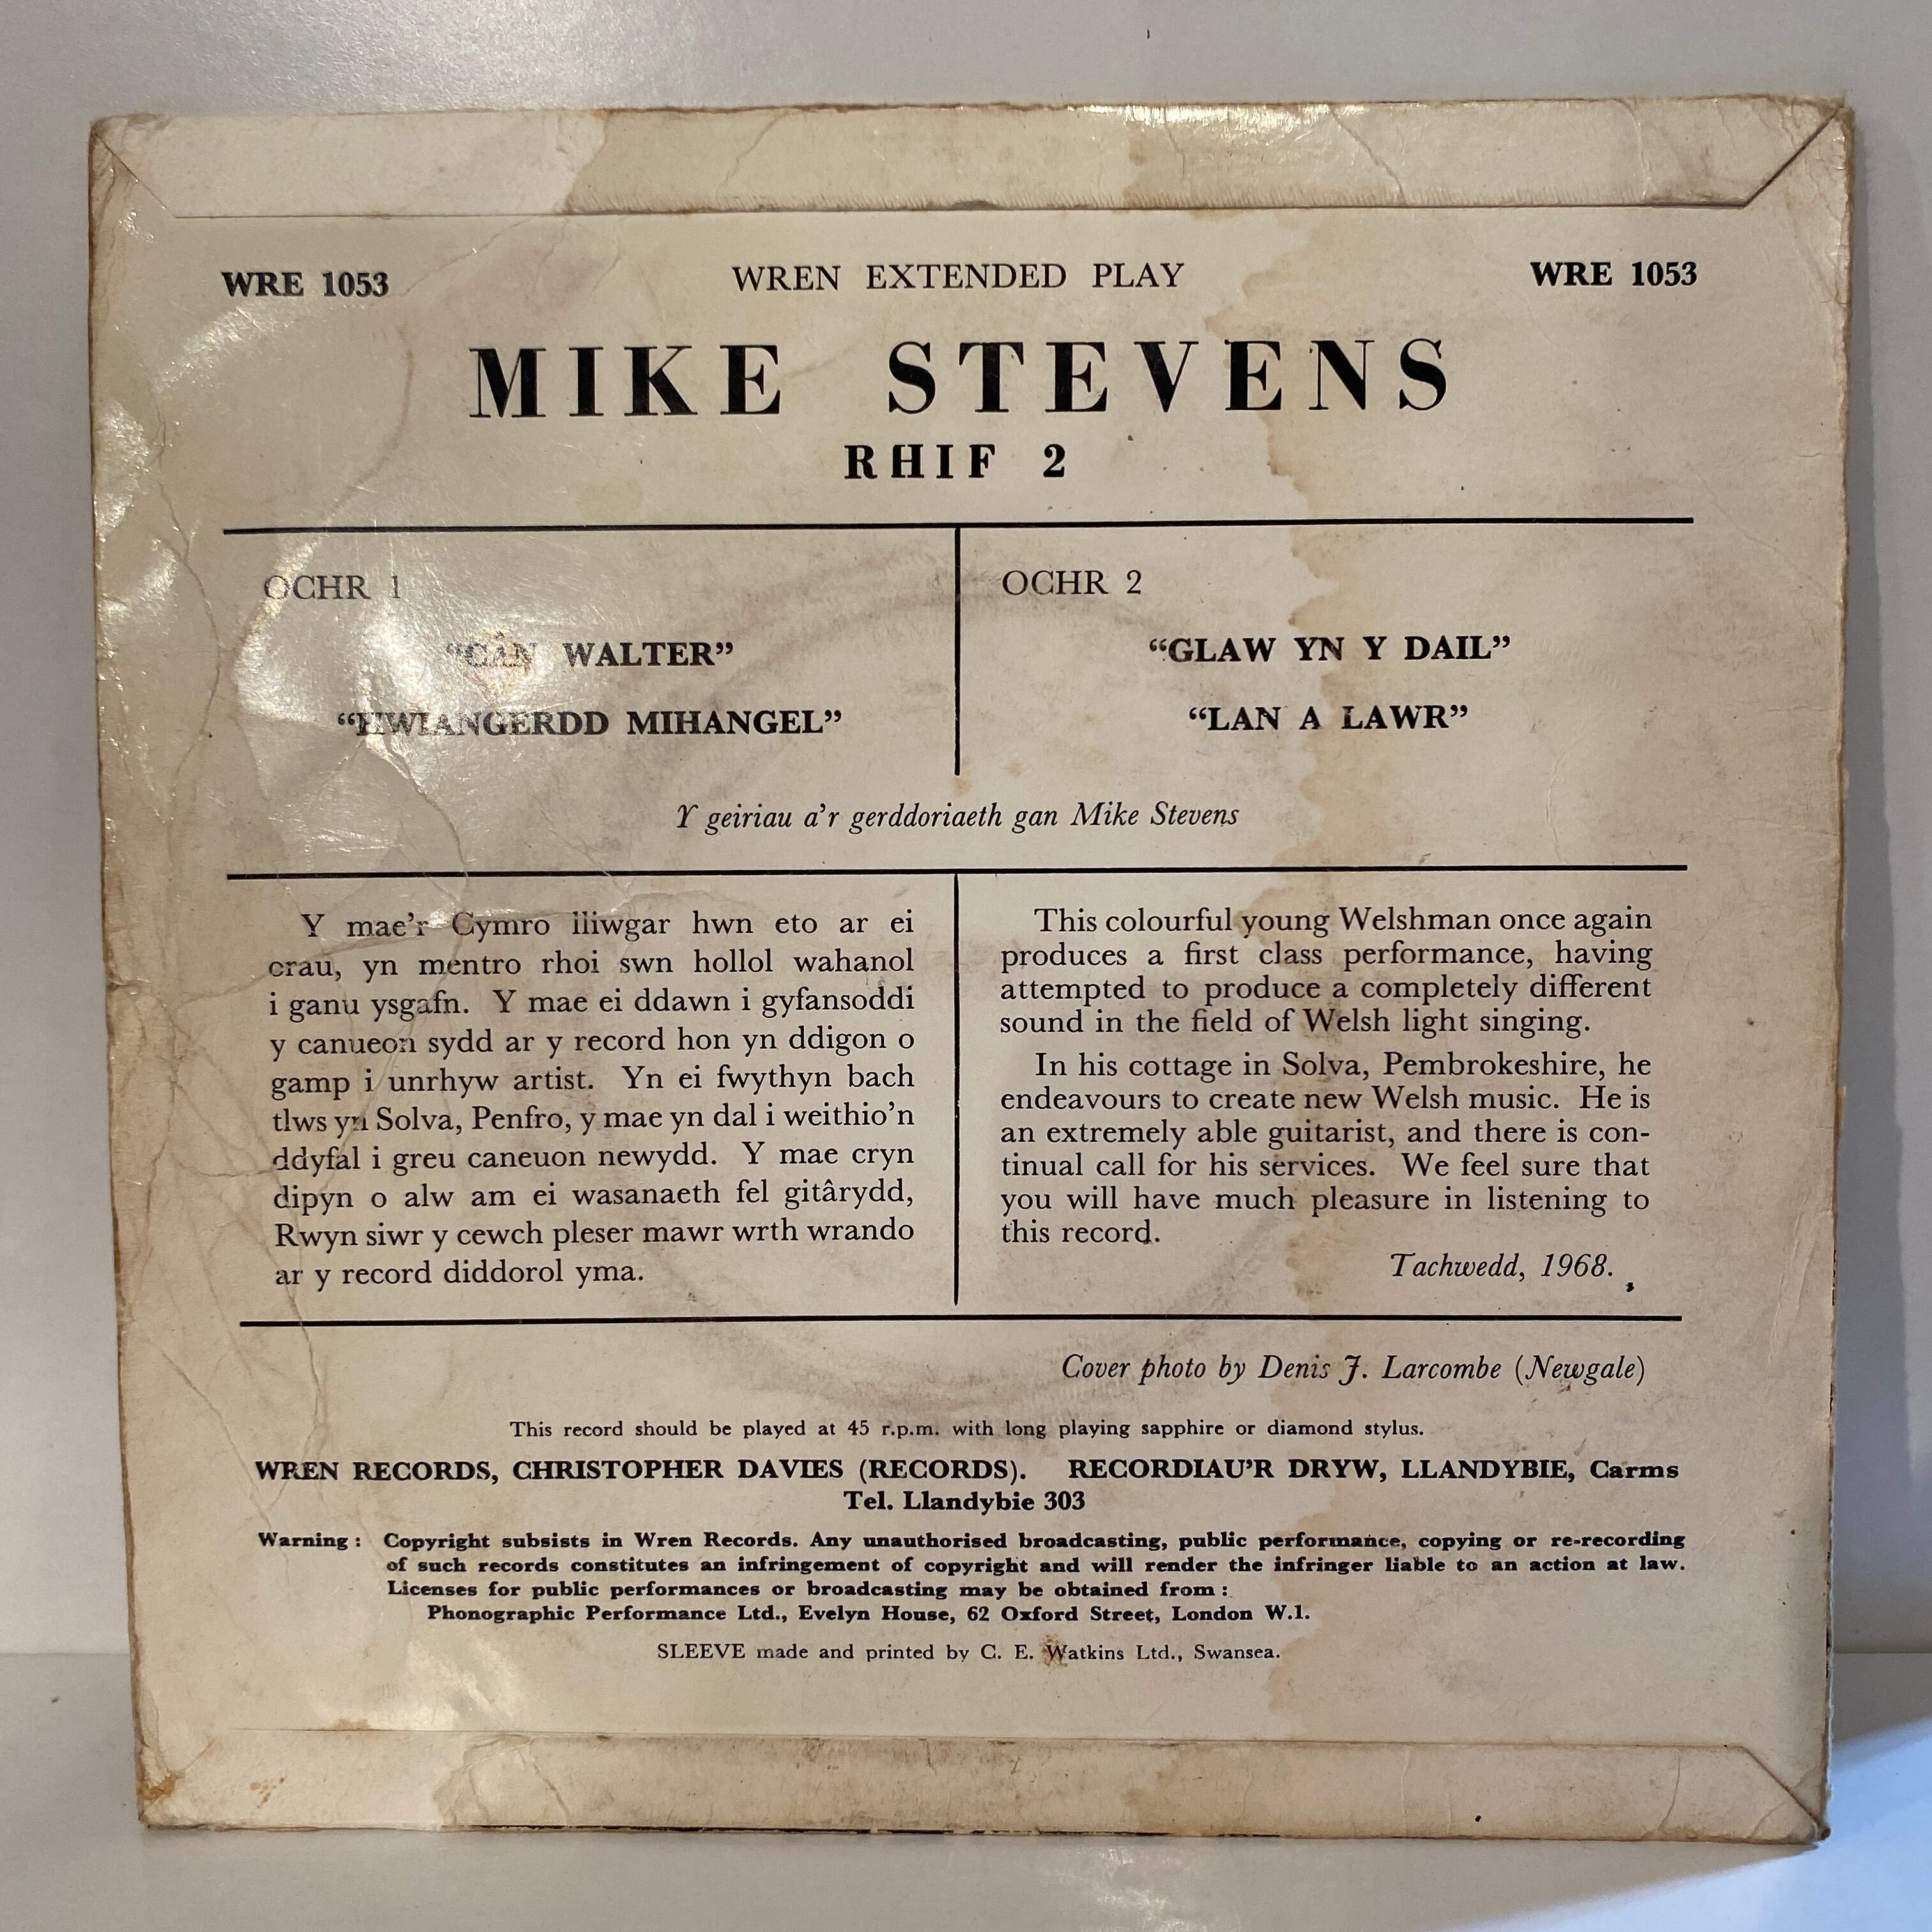 WRE 1053 WREN EXTENDED PLAY WRE 1053
MIKE STEVENS
RHIF 2
OCHR 1
"CÂN WALTER"
"HWIANGERDD MIHANGEL"
OCHR 2
"GLAW YN Y DAIL"
"LAN A LAWR"
Y geiriau a'r gerddoriaeth gan Mike Stevens
Y mae'r Cymro lliwgar hwn eto ar ei
orau, yn mentro rhoi swn hollol wahanol
i ganu ysgafn. Y mae ei ddawn i gyfansoddi
y canueon sydd ar y record hon yn ddigon o
gamp i unrhyw artist. Yn ei fwythyn bach
tlws yn Solva, Penfro, y mae yn dal i weithio'n
ddyfal i greu caneuon newydd. Y mae cryn
dipyn o alw am ei wasanaeth fel gitârydd,
Rwyn siwr y cewch pleser mawr wrth wrando
ar y record diddorol yma.
This colourful young Welshman once again
produces a first class performance, having
attempted to produce a completely different
sound in the field of Welsh light singing.
In his cottage in Solva, Pembrokeshire, he
endeavours to create new Welsh music. He is
an extremely able guitarist, and there is con-
tinual call for his services. We feel sure that
you will have much pleasure in listening to
this record.
Tachwedd, 1968.
Cover photo by Denis J. Larcombe (Newgale)
This record should be played at 45 r.p.m. with long playing sapphire or diamond stylus.
WREN RECORDS, CHRISTOPHER DAVIES (RECORDS). RECORDIAU'R DRYW, LLANDYBIE, Carms
Tel. Llandybie 303
Warning : Copyright subsists in Wren Records. Any unauthorised broadcasting, public performance, copying or re-recording
of such records constitutes an infringement of copyright and will render the infringer liable to an action at law.
Licenses for public performances or broadcasting may be obtained from :
Phonographic Performance Ltd., Evelyn House, 62 Oxford Street, London W.1.
SLEEVE made and printed by C. E. Watkins Ltd., Swansea.